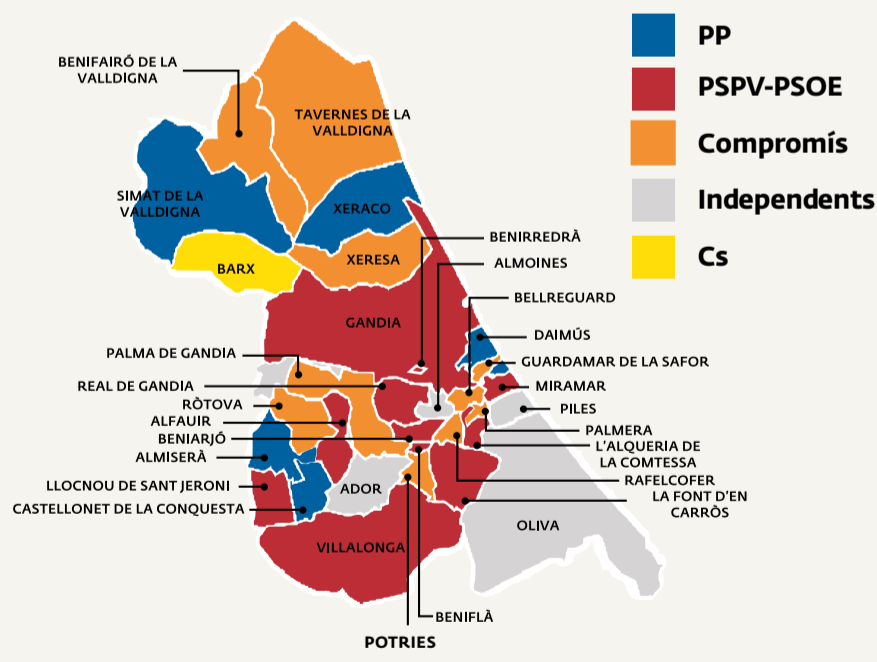 PP
PSPV-PSOE
Compromís
Independents
Cs
BENIFAIRÓ DE LA
VALLDIGNA
TAVERNES DE LA
VALLDIGNA
SIMAT DE LA
VALLDIGNA
XERACO
BARX
XERESA
BENIRREDRÀ
ALMOINES
BELLREGUARD
GANDIA
DAIMÚS
PALMA DE GANDIA
GUARDAMAR DE LA SAFOR
REAL DE GANDIA
MIRAMAR
RÒTOVA
PILES
ALFAUIR
PALMERA
BENIARJÓ
L'ALQUERIA DE
LA COMTESSA
ALMISERÀ
RAFELCOFER
LLOCNOU DE SANT JERONI
ADOR
LA FONT D'EN
CARRÒS
CASTELLONET DE LA CONQUESTA
OLIVA
VILLALONGA
BENIFLÀ
POTRIES